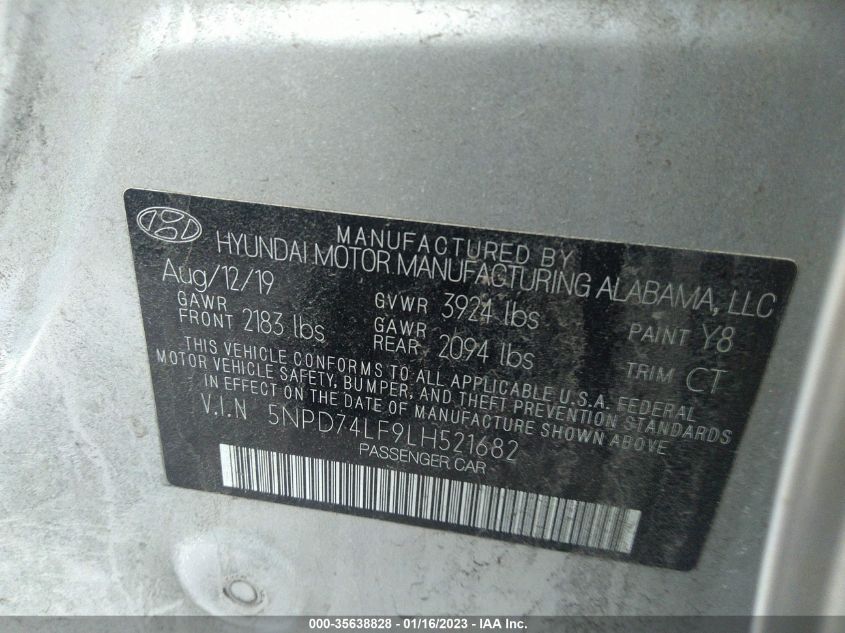 MANUFACTURED BY
HYUNDAI MOTOR MANUFACTURING ALABAMA, LLC
Aug/12/19
GAWR FRONT 2183 lbs
GVWR 3924 lbs
GAWR REAR 2094 lbs
PAINT Y8
TRIM CT
THIS VEHICLE CONFORMS TO ALL APPLICABLE U.S.A. FEDERAL
MOTOR VEHICLE SAFETY, BUMPER, AND THEFT PREVENTION STANDARDS
IN EFFECT ON THE DATE OF MANUFACTURE SHOWN ABOVE
V.I.N 5NPD74LF9LH521682
PASSENGER CAR
000-35638828 - 01/16/2023 - IAA Inc.